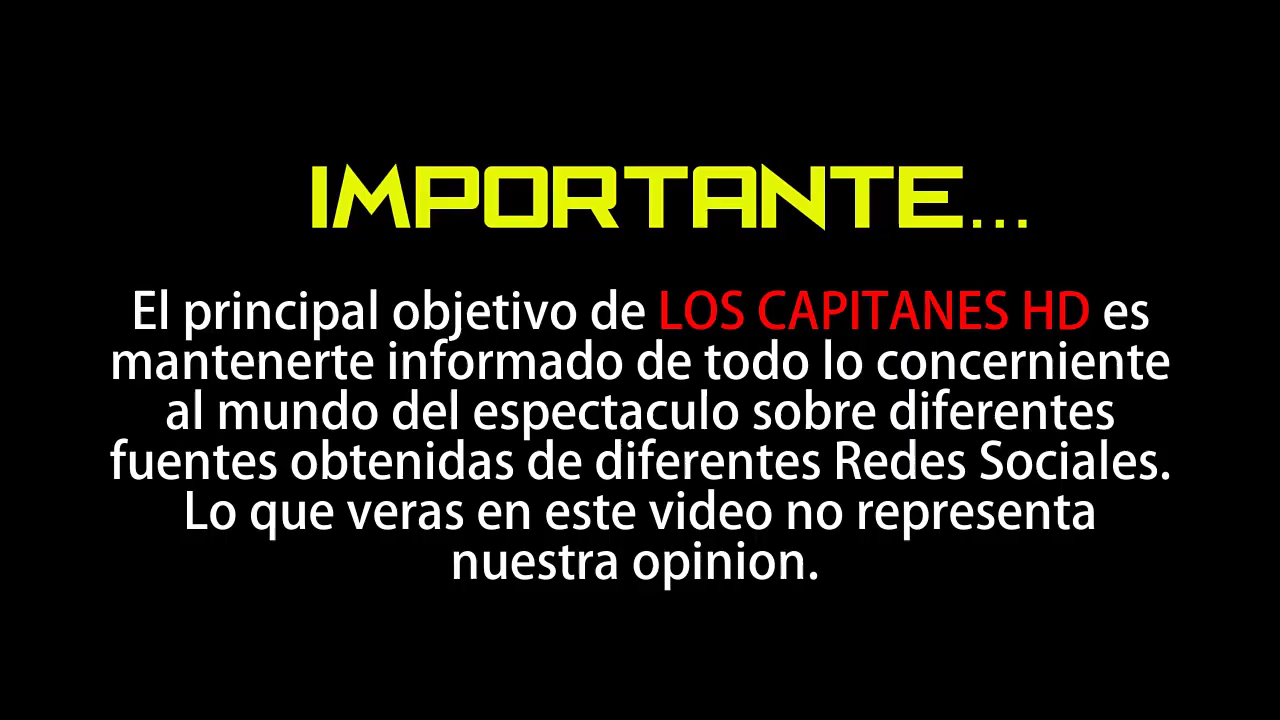 IMPORTANTE...
El principal objetivo de LOS CAPITANES HD es
mantenerte informado de todo lo concerniente
al mundo del espectaculo sobre diferentes
fuentes obtenidas de diferentes Redes Sociales.
Lo que veras en este video no representa
nuestra opinion.